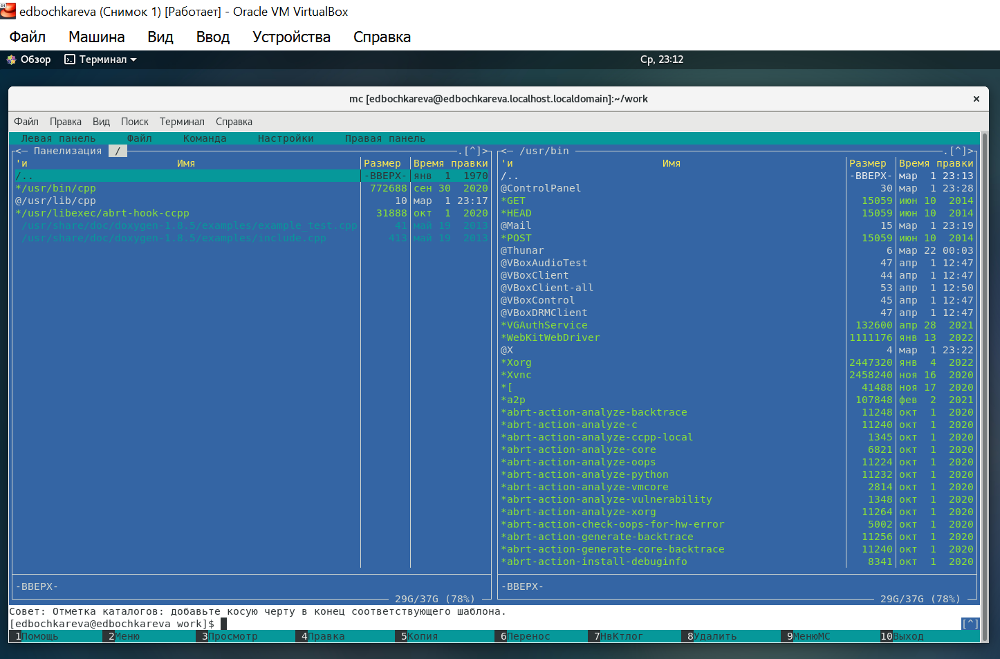 edbochkareva (Снимок 1) [Работает] - Oracle VM VirtualBox
Файл Машина Вид Ввод Устройства Справка
Обзор Терминал Ср, 23:12
mc [edbochkareva@edbochkareva.localhost.localdomain]:~/work ×
Файл Правка Вид Поиск Терминал Справка
Левая панель Файл Команда Настройки Правая панель
<─ Панелизация / .[^]> <─ /usr/bin .[^]>
'и Имя Размер Время правки 'и Имя Размер Время правки
/.. -ВВЕРХ- янв 1 1970 /.. -ВВЕРХ- мар 1 23:13
*/usr/bin/cpp 772688 сен 30 2020 @ControlPanel 30 мар 1 23:28
@/usr/lib/cpp 10 мар 1 23:17 *GET 15059 июн 10 2014
*/usr/libexec/abrt-hook-ccpp 31888 окт 1 2020 *HEAD 15059 июн 10 2014
/usr/share/doc/doxygen-1.8.5/examples/example_test.cpp 41 май 19 2013 @Mail 15 мар 1 23:19
/usr/share/doc/doxygen-1.8.5/examples/include.cpp 413 май 19 2013 *POST 15059 июн 10 2014
@Thunar 6 мар 22 00:03
@VBoxAudioTest 47 апр 1 12:47
@VBoxClient 44 апр 1 12:47
@VBoxClient-all 53 апр 1 12:50
@VBoxControl 45 апр 1 12:47
@VBoxDRMClient 47 апр 1 12:47
*VGAuthService 132600 апр 28 2021
*WebKitWebDriver 1111176 янв 13 2022
@X 4 мар 1 23:22
*Xorg 2447320 янв 4 2022
*Xvnc 2458240 ноя 16 2020
*[ 41488 ноя 17 2020
*a2p 107848 фев 2 2021
*abrt-action-analyze-backtrace 11248 окт 1 2020
*abrt-action-analyze-c 11240 окт 1 2020
*abrt-action-analyze-ccpp-local 1345 окт 1 2020
*abrt-action-analyze-core 6821 окт 1 2020
*abrt-action-analyze-oops 11224 окт 1 2020
*abrt-action-analyze-python 11232 окт 1 2020
*abrt-action-analyze-vmcore 2814 окт 1 2020
*abrt-action-analyze-vulnerability 1348 окт 1 2020
*abrt-action-analyze-xorg 11264 окт 1 2020
*abrt-action-check-oops-for-hw-error 5002 окт 1 2020
*abrt-action-generate-backtrace 11256 окт 1 2020
*abrt-action-generate-core-backtrace 11240 окт 1 2020
*abrt-action-install-debuginfo 8341 окт 1 2020
-ВВЕРХ- -ВВЕРХ-
29G/37G (78%) 29G/37G (78%)
Совет: Отметка каталогов: добавьте косую черту в конец соответствующего шаблона.
[edbochkareva@edbochkareva work]$ [^]
1Помощь 2Меню 3Просмотр 4Правка 5Копия 6Перенос 7НвКтлог 8Удалить 9МенюМС 10Выход